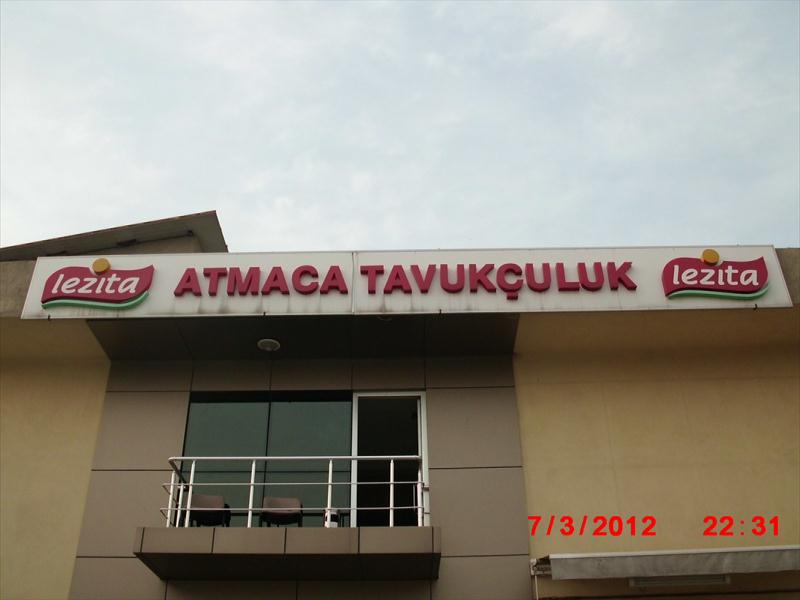 lezita ATMACA TAVUKÇULUK lezita
7/3/2012 22:31